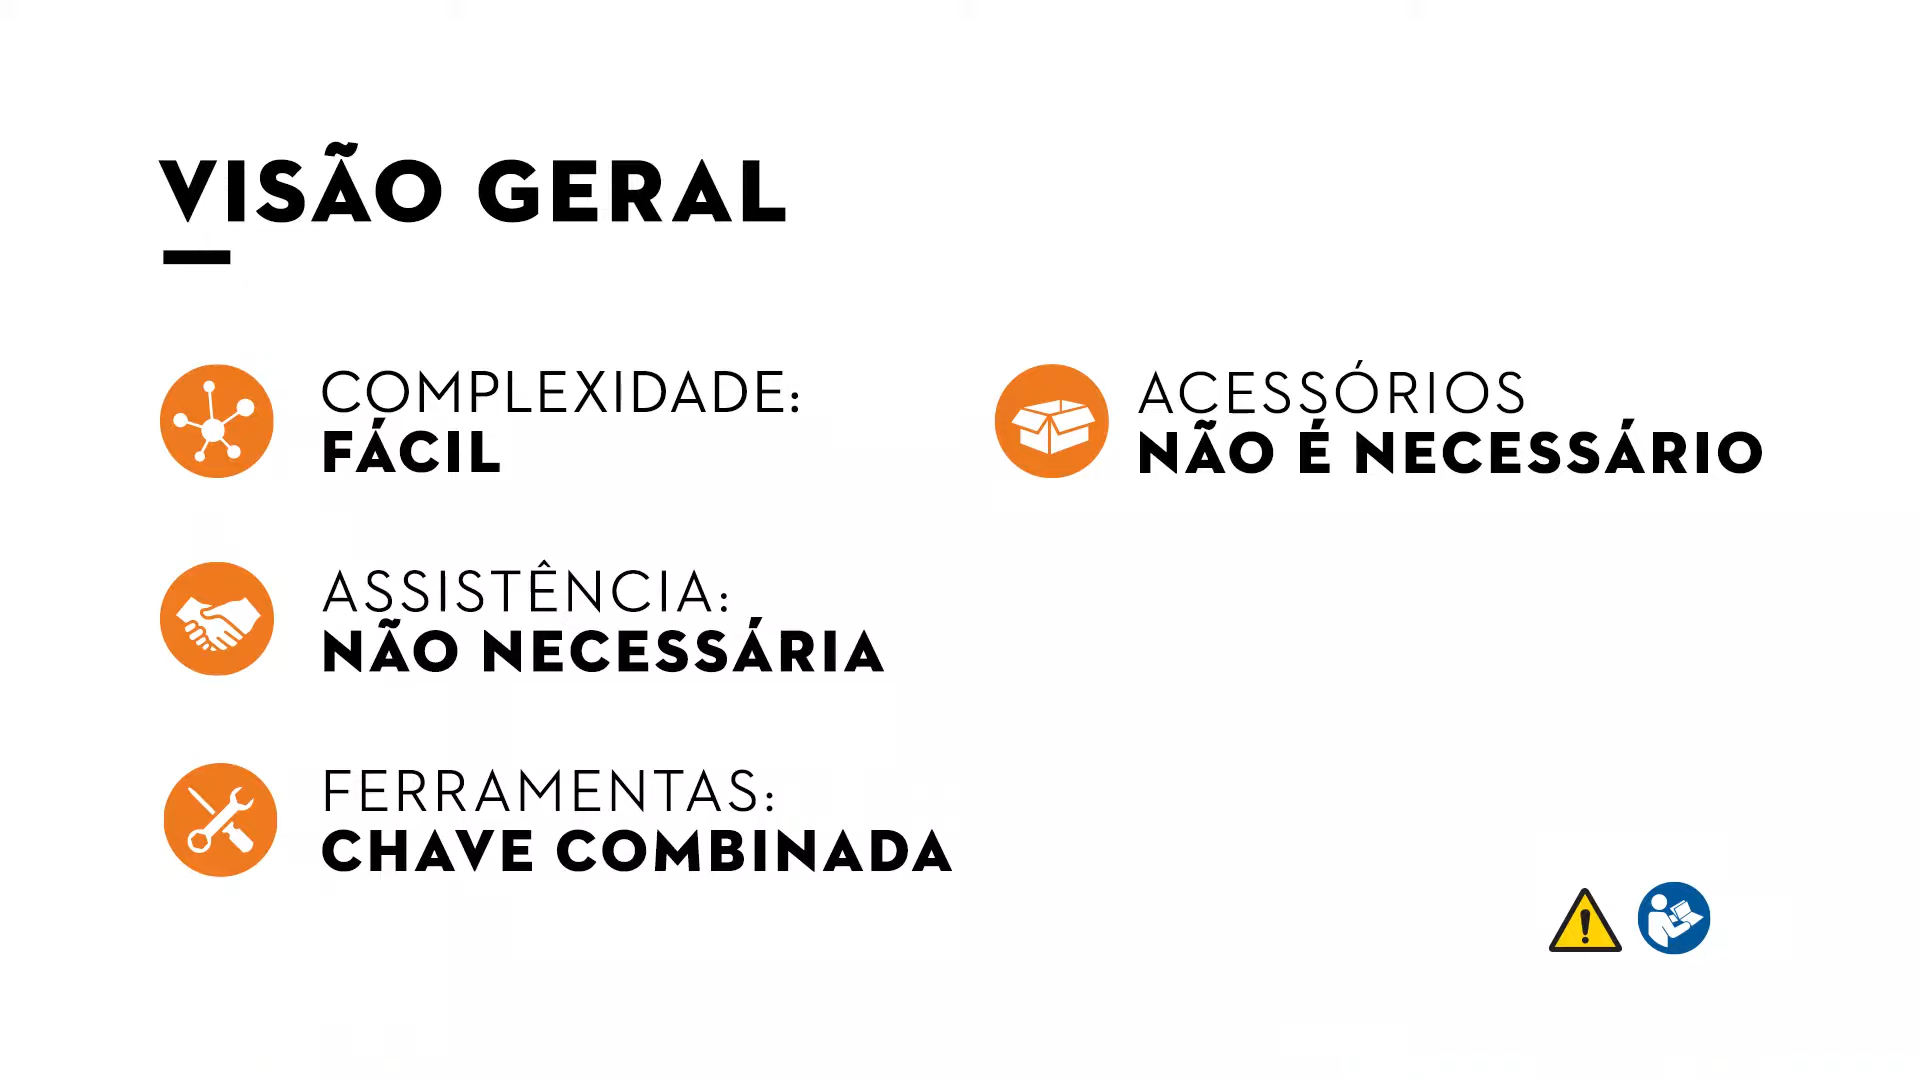 VISÃO GERAL
COMPLEXIDADE:
FÁCIL
ASSISTÊNCIA:
NÃO NECESSÁRIA
FERRAMENTAS:
CHAVE COMBINADA
ACESSÓRIOS
NÃO É NECESSÁRIO